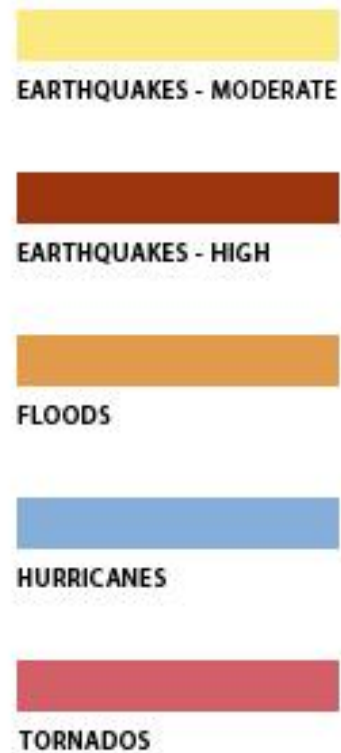 EARTHQUAKES - MODERATE
EARTHQUAKES - HIGH
FLOODS
HURRICANES
TORNADOS